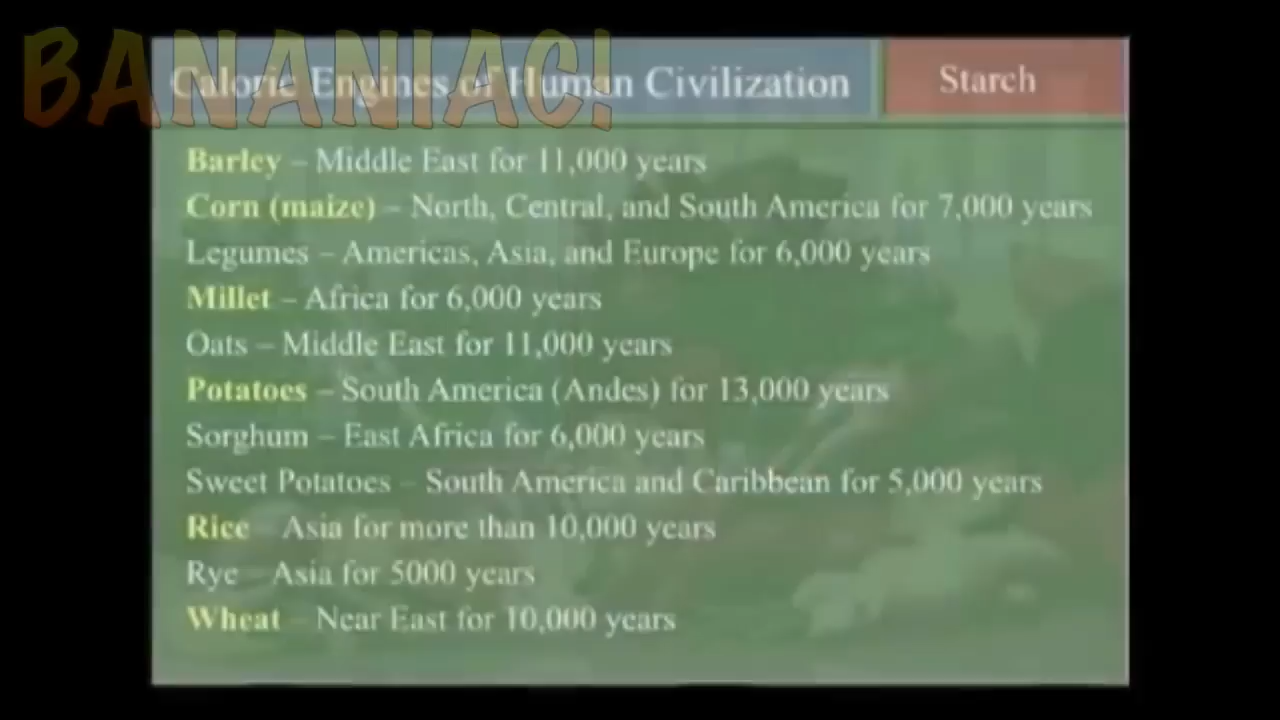 BANANIAC!
Caloric Engines of Human Civilization
Starch
Barley – Middle East for 11,000 years
Corn (maize) – North, Central, and South America for 7,000 years
Legumes – Americas, Asia, and Europe for 6,000 years
Millet – Africa for 6,000 years
Oats – Middle East for 11,000 years
Potatoes – South America (Andes) for 13,000 years
Sorghum – East Africa for 6,000 years
Sweet Potatoes – South America and Caribbean for 5,000 years
Rice – Asia for more than 10,000 years
Rye – Asia for 5000 years
Wheat – Near East for 10,000 years